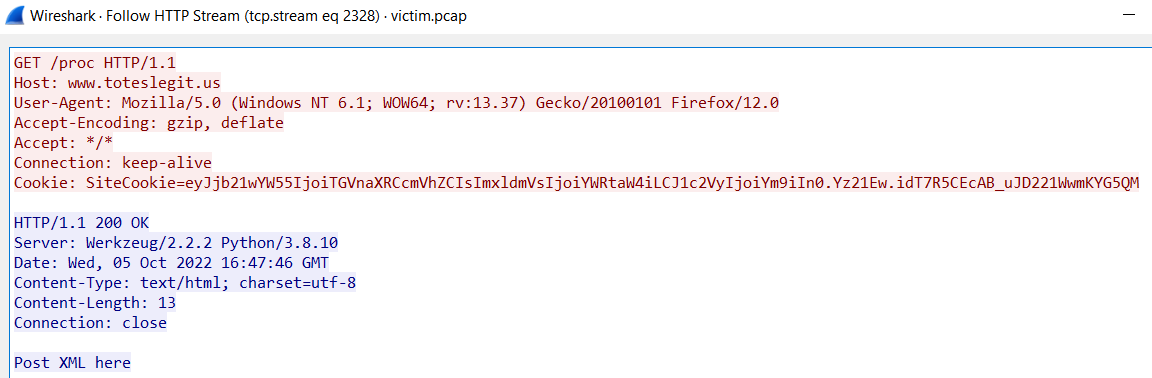 Wireshark · Follow HTTP Stream (tcp.stream eq 2328) · victim.pcap
GET /proc HTTP/1.1
Host: www.toteslegit.us
User-Agent: Mozilla/5.0 (Windows NT 6.1; WOW64; rv:13.37) Gecko/20100101 Firefox/12.0
Accept-Encoding: gzip, deflate
Accept: */*
Connection: keep-alive
Cookie: SiteCookie=eyJjb21wYW55IjoiTGVnaXRCcmVhZCIsImxldmVsIjoiYWRtaW4iLCJ1c2VyIjoiYm9iIn0.Yz21Ew.idT7R5CEcAB_uJD221WwmKYG5QM
HTTP/1.1 200 OK
Server: Werkzeug/2.2.2 Python/3.8.10
Date: Wed, 05 Oct 2022 16:47:46 GMT
Content-Type: text/html; charset=utf-8
Content-Length: 13
Connection: close
Post XML here